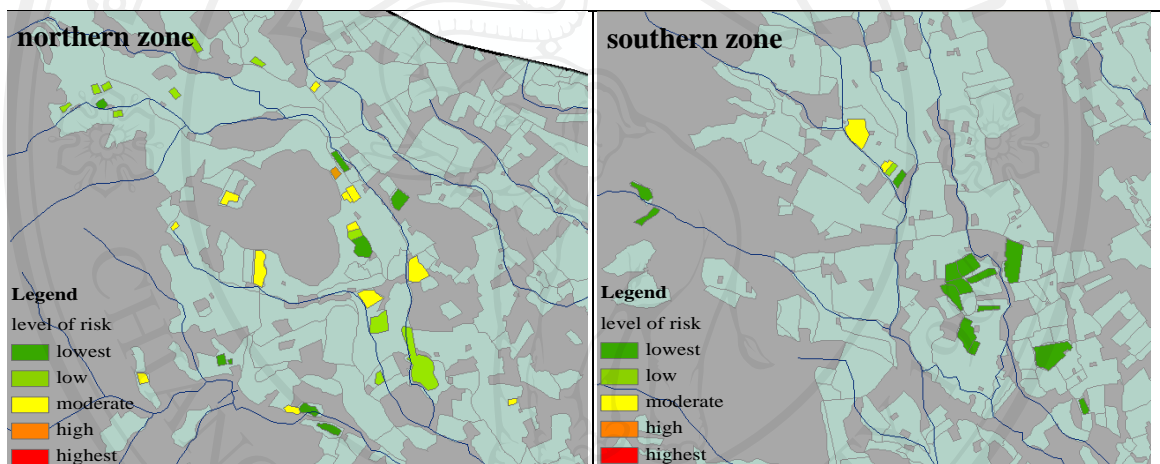 northern zone
Legend
level of risk
lowest
low
moderate
high
highest
southern zone
Legend
level of risk
lowest
low
moderate
high
highest